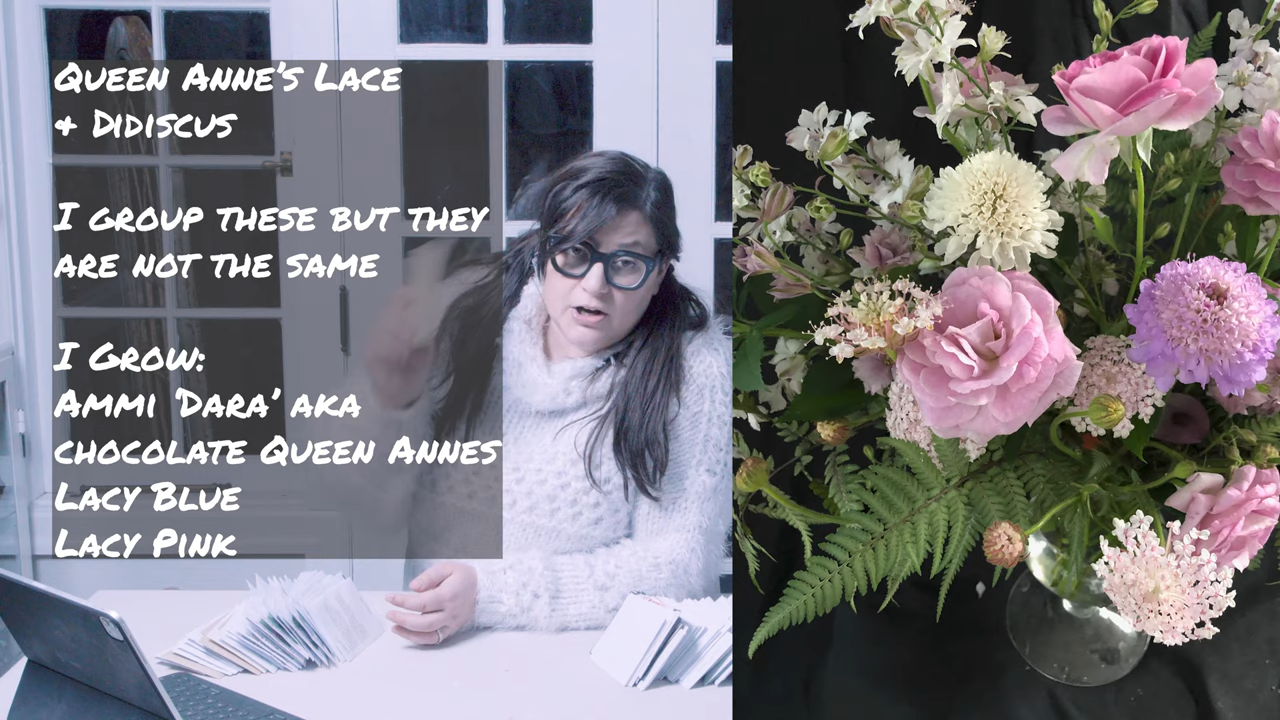 Queen Anne's Lace
& Didiscus
I group these but they
are not the same
I Grow:
Ammi 'Dara' aka
chocolate Queen Annes
Lacy Blue
Lacy Pink